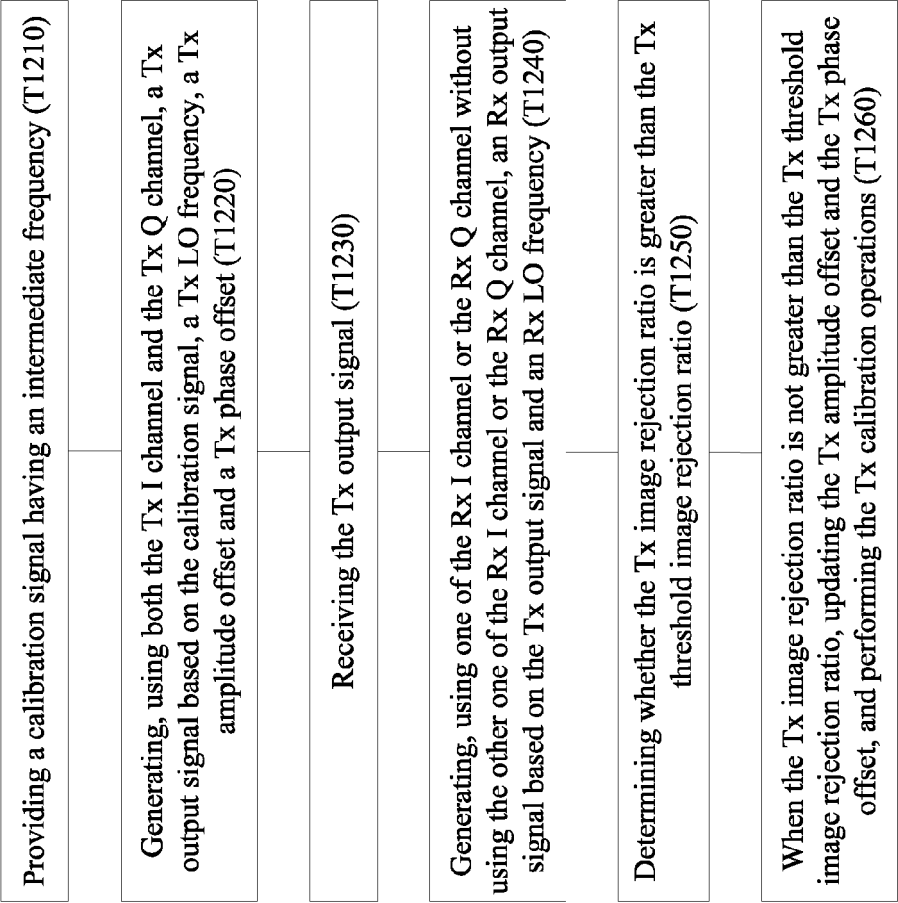 Providing a calibration signal having an intermediate frequency (T1210)
Generating, using both the Tx I channel and the Tx Q channel, a Tx
output signal based on the calibration signal, a Tx LO frequency, a Tx
amplitude offset and a Tx phase offset (T1220)
Receiving the Tx output signal (T1230)
Generating, using one of the Rx I channel or the Rx Q channel without
using the other one of the Rx I channel or the Rx Q channel, an Rx output
signal based on the Tx output signal and an Rx LO frequency (T1240)
Determining whether the Tx image rejection ratio is greater than the Tx
threshold image rejection ratio (T1250)
When the Tx image rejection ratio is not greater than the Tx threshold
image rejection ratio, updating the Tx amplitude offset and the Tx phase
offset, and performing the Tx calibration operations (T1260)